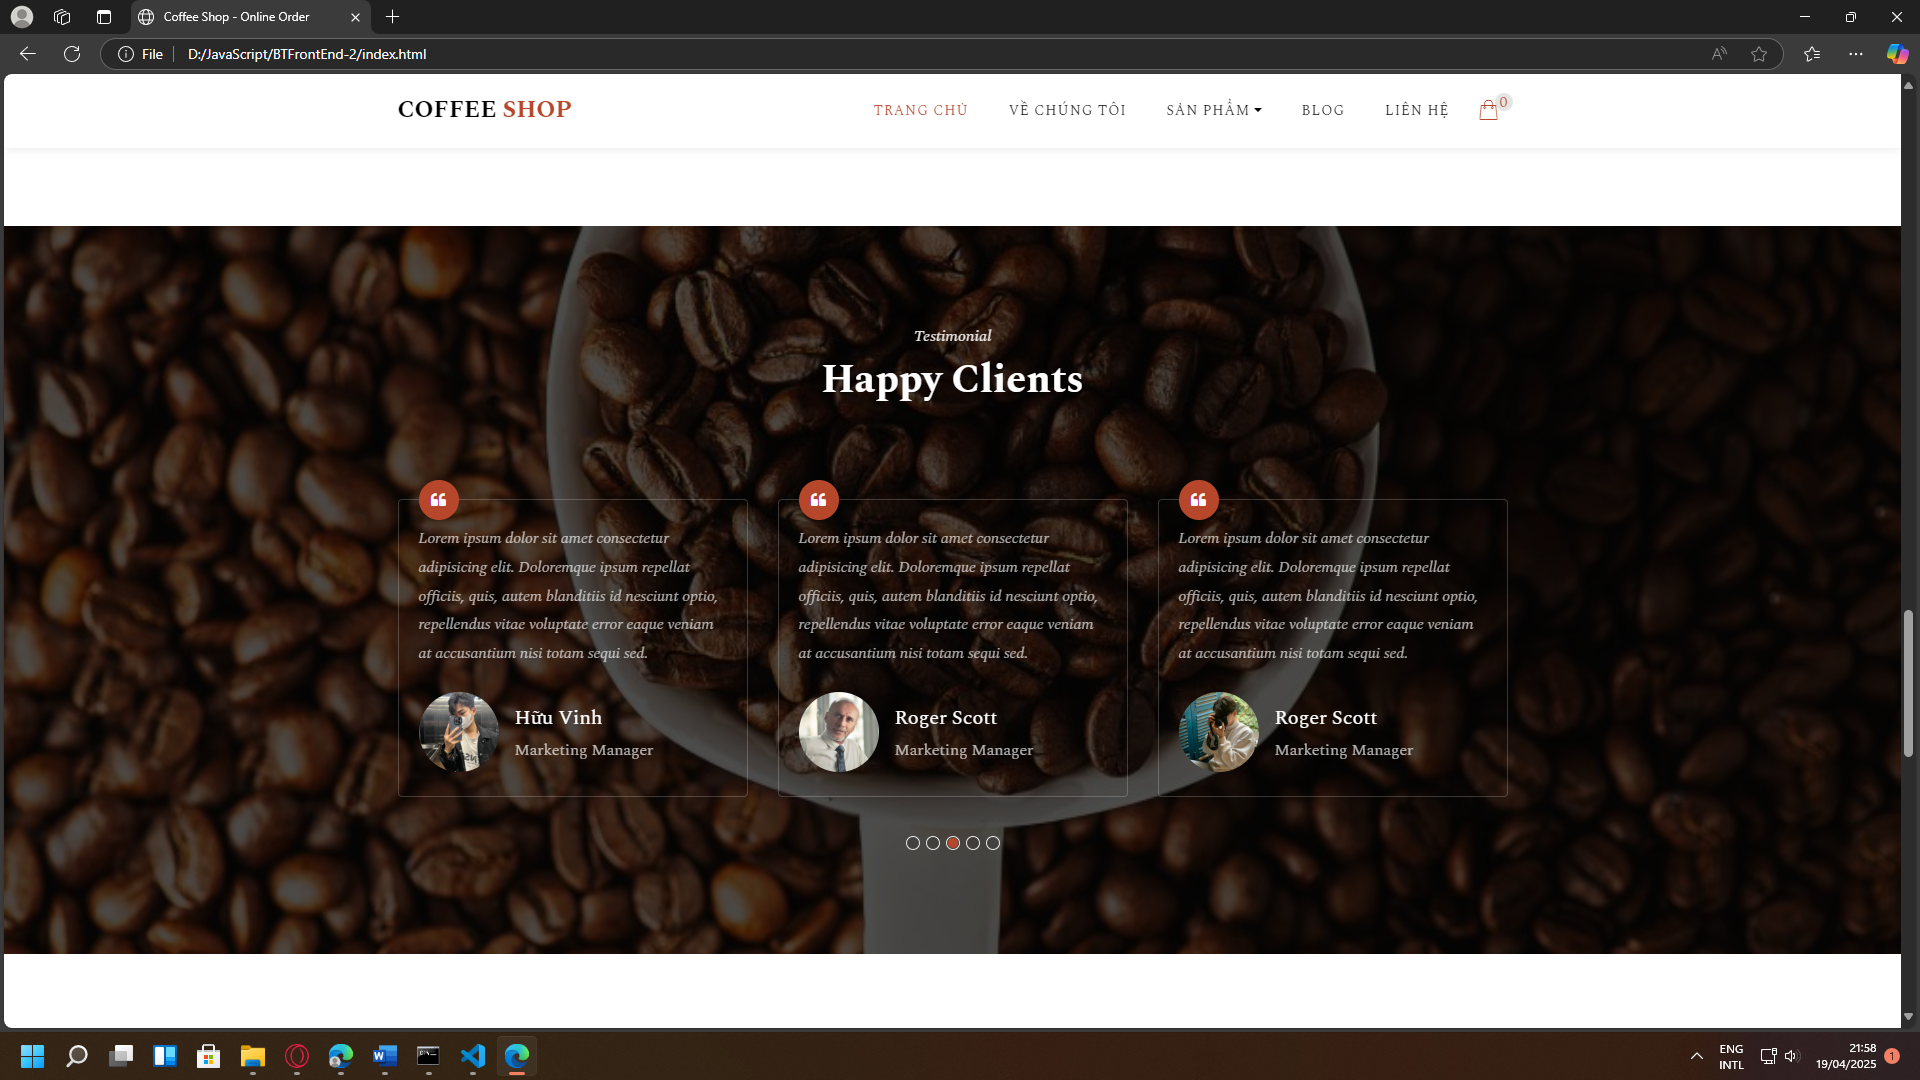 Coffee Shop - Online Order
File
D:/JavaScript/BTFrontEnd-2/index.html
COFFEE SHOP
TRANG CHỦ
VỀ CHÚNG TÔI
SẢN PHẨM
BLOG
LIÊN HỆ
0
Testimonial
Happy Clients
Lorem ipsum dolor sit amet consectetur
adipisicing elit. Doloremque ipsum repellat
officiis, quis, autem blanditiis id nesciunt optio,
repellendus vitae voluptate error eaque veniam
at accusantium nisi totam sequi sed.
Hữu Vinh
Marketing Manager
Lorem ipsum dolor sit amet consectetur
adipisicing elit. Doloremque ipsum repellat
officiis, quis, autem blanditiis id nesciunt optio,
repellendus vitae voluptate error eaque veniam
at accusantium nisi totam sequi sed.
Roger Scott
Marketing Manager
Lorem ipsum dolor sit amet consectetur
adipisicing elit. Doloremque ipsum repellat
officiis, quis, autem blanditiis id nesciunt optio,
repellendus vitae voluptate error eaque veniam
at accusantium nisi totam sequi sed.
Roger Scott
Marketing Manager
ENG
INTL
21:58
19/04/2025
1